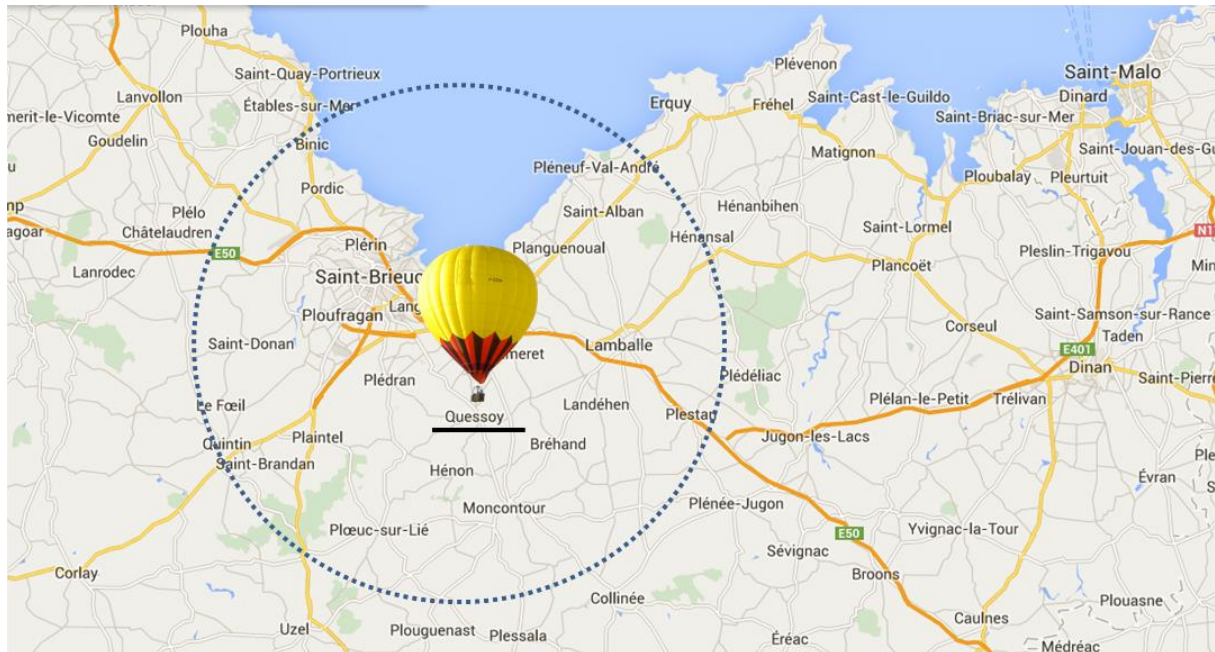 Plouha
Plévenon
Saint-Malo
Saint-Quay-Portrieux
Saint-Cast-le-Guildo
Dinard
Lanvollon
Étables-sur-Mer
Erquy
Fréhel
Saint-Briac-sur-Mer
merit-le-Vicomte
Goudelin
Binic
Matignon
Saint-Jouan-des-Gu
Pléneuf-Val-André
Ploubalay
Pleurtuit
Pordic
Plélo
Saint-Alban
Hénanbihen
Saint-Lormel
Châtelaudren
Plérin
Planguenoual
Hénansal
Pleslin-Trigavou
N1
agoar
E50
Lanrodec
Saint-Brieuc
Plancoët
Min
Lang
Ploufragan
Saint-Samson-sur-Rance
Corseul
Taden
Saint-Donan
meret
Lamballe
E401
Dinan
Plédran
Plédéliac
Saint-Pierre
Le Fœil
Landéhen
Plélan-le-Petit
Trélivan
Quessoy
Plestan
Quintin
Plaintel
Bréhand
Jugon-les-Lacs
Ple
Saint-Brandan
Hénon
Évran
Moncontour
Plénée-Jugon
Plœuc-sur-Lié
Yvignac-la-Tour
E50
Sévignac
Corlay
Broons
Collinée
Plouasne
Uzel
Plouguenast
Plessala
Caulnes
Éréac
Médréac